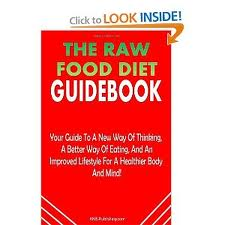 Click to LOOK INSIDE!
THE RAW
FOOD DIET
GUIDEBOOK
Your Guide To A New Way Of Thinking,
A Better Way Of Eating, And An
Improved Lifestyle For A Healthier Body
And Mind!